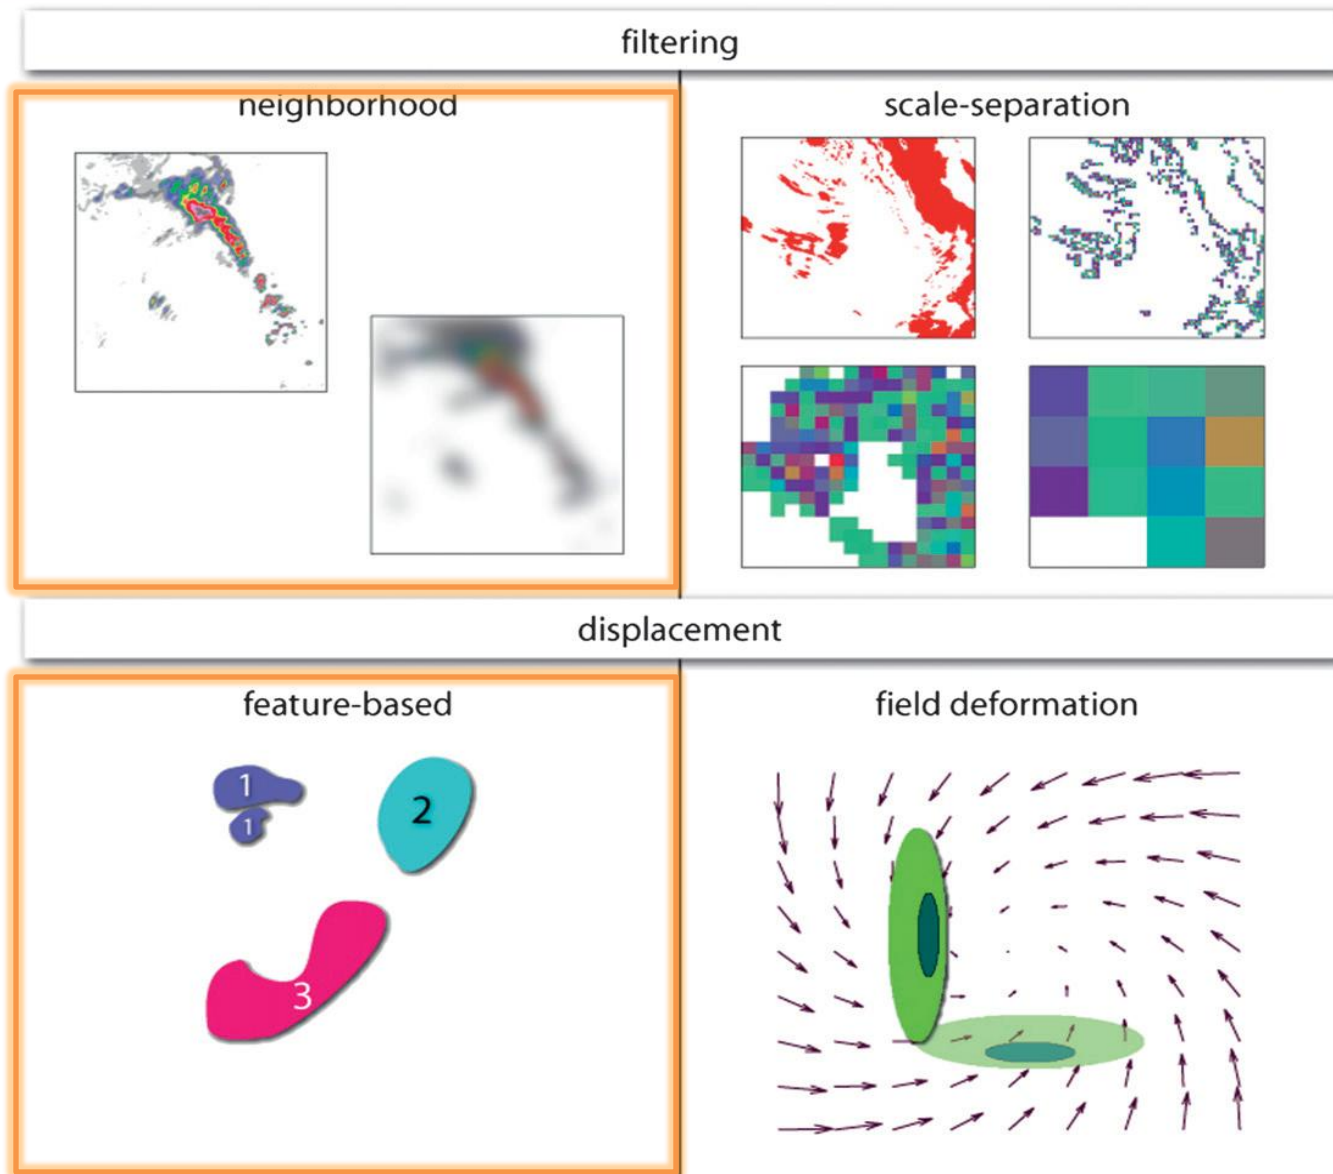 filtering
neighborhood
scale-separation
displacement
feature-based
field deformation
1
1
2
3